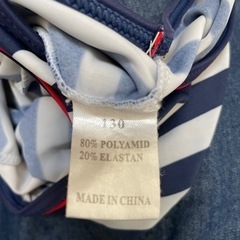 130
80% POLYAMID
20% ELASTAN
MADE IN CHINA